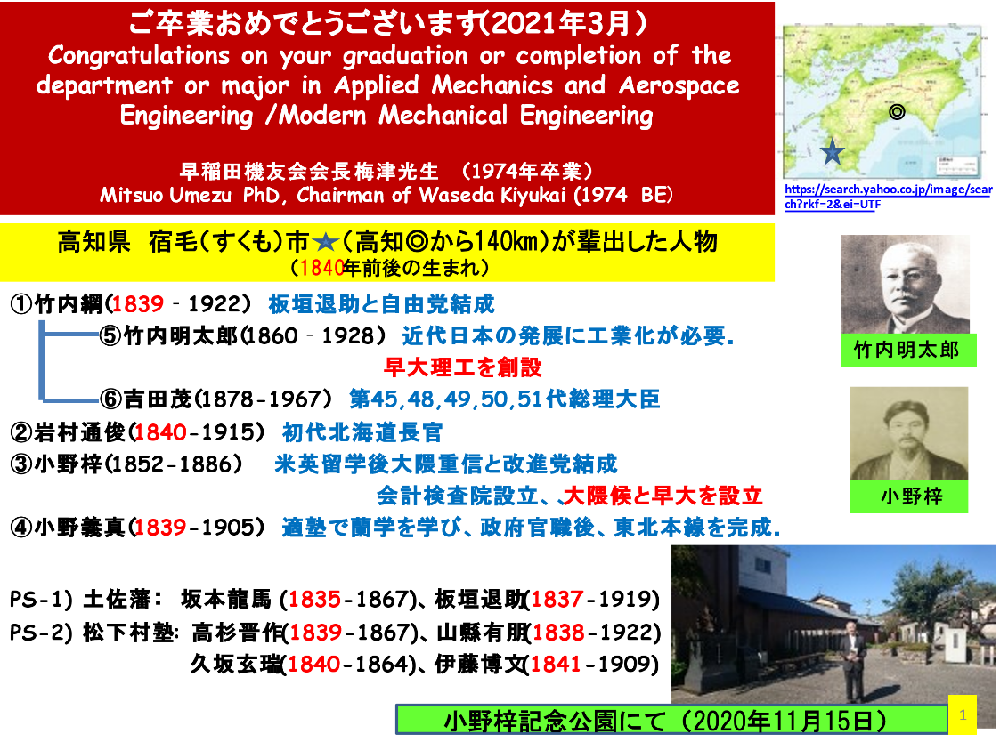 ご卒業おめでとうございます(2021年3月）
Congratulations on your graduation or completion of the
department or major in Applied Mechanics and Aerospace
Engineering /Modern Mechanical Engineering
早稲田機友会会長梅津光生　（1974年卒業）
Mitsuo Umezu PhD, Chairman of Waseda Kiyukai (1974 BE）
https://search.yahoo.co.jp/image/sear
ch?rkf=2&ei=UTF
高知県　宿毛（すくも）市★（高知◎から140km）が輩出した人物
（1840年前後の生まれ）
①竹内綱(1839‐1922）　板垣退助と自由党結成
⑤竹内明太郎(1860‐1928）　近代日本の発展に工業化が必要．
早大理工を創設
⑥吉田茂(1878-1967）　第45,48,49,50,51代総理大臣
②岩村通俊(1840-1915）　初代北海道長官
③小野梓(1852-1886）　米英留学後大隈重信と改進党結成
会計検査院設立、、大隈候と早大を設立
④小野義真(1839-1905）　適塾で蘭学を学び、政府官職後、東北本線を完成．
竹内明太郎
小野梓
PS-1) 土佐藩：　坂本龍馬 (1835-1867)、板垣退助(1837-1919)
PS-2) 松下村塾: 高杉晋作(1839-1867)、山縣有朋(1838-1922)
久坂玄瑞(1840-1864)、伊藤博文(1841-1909)
小野梓記念公園にて（2020年11月15日）
1